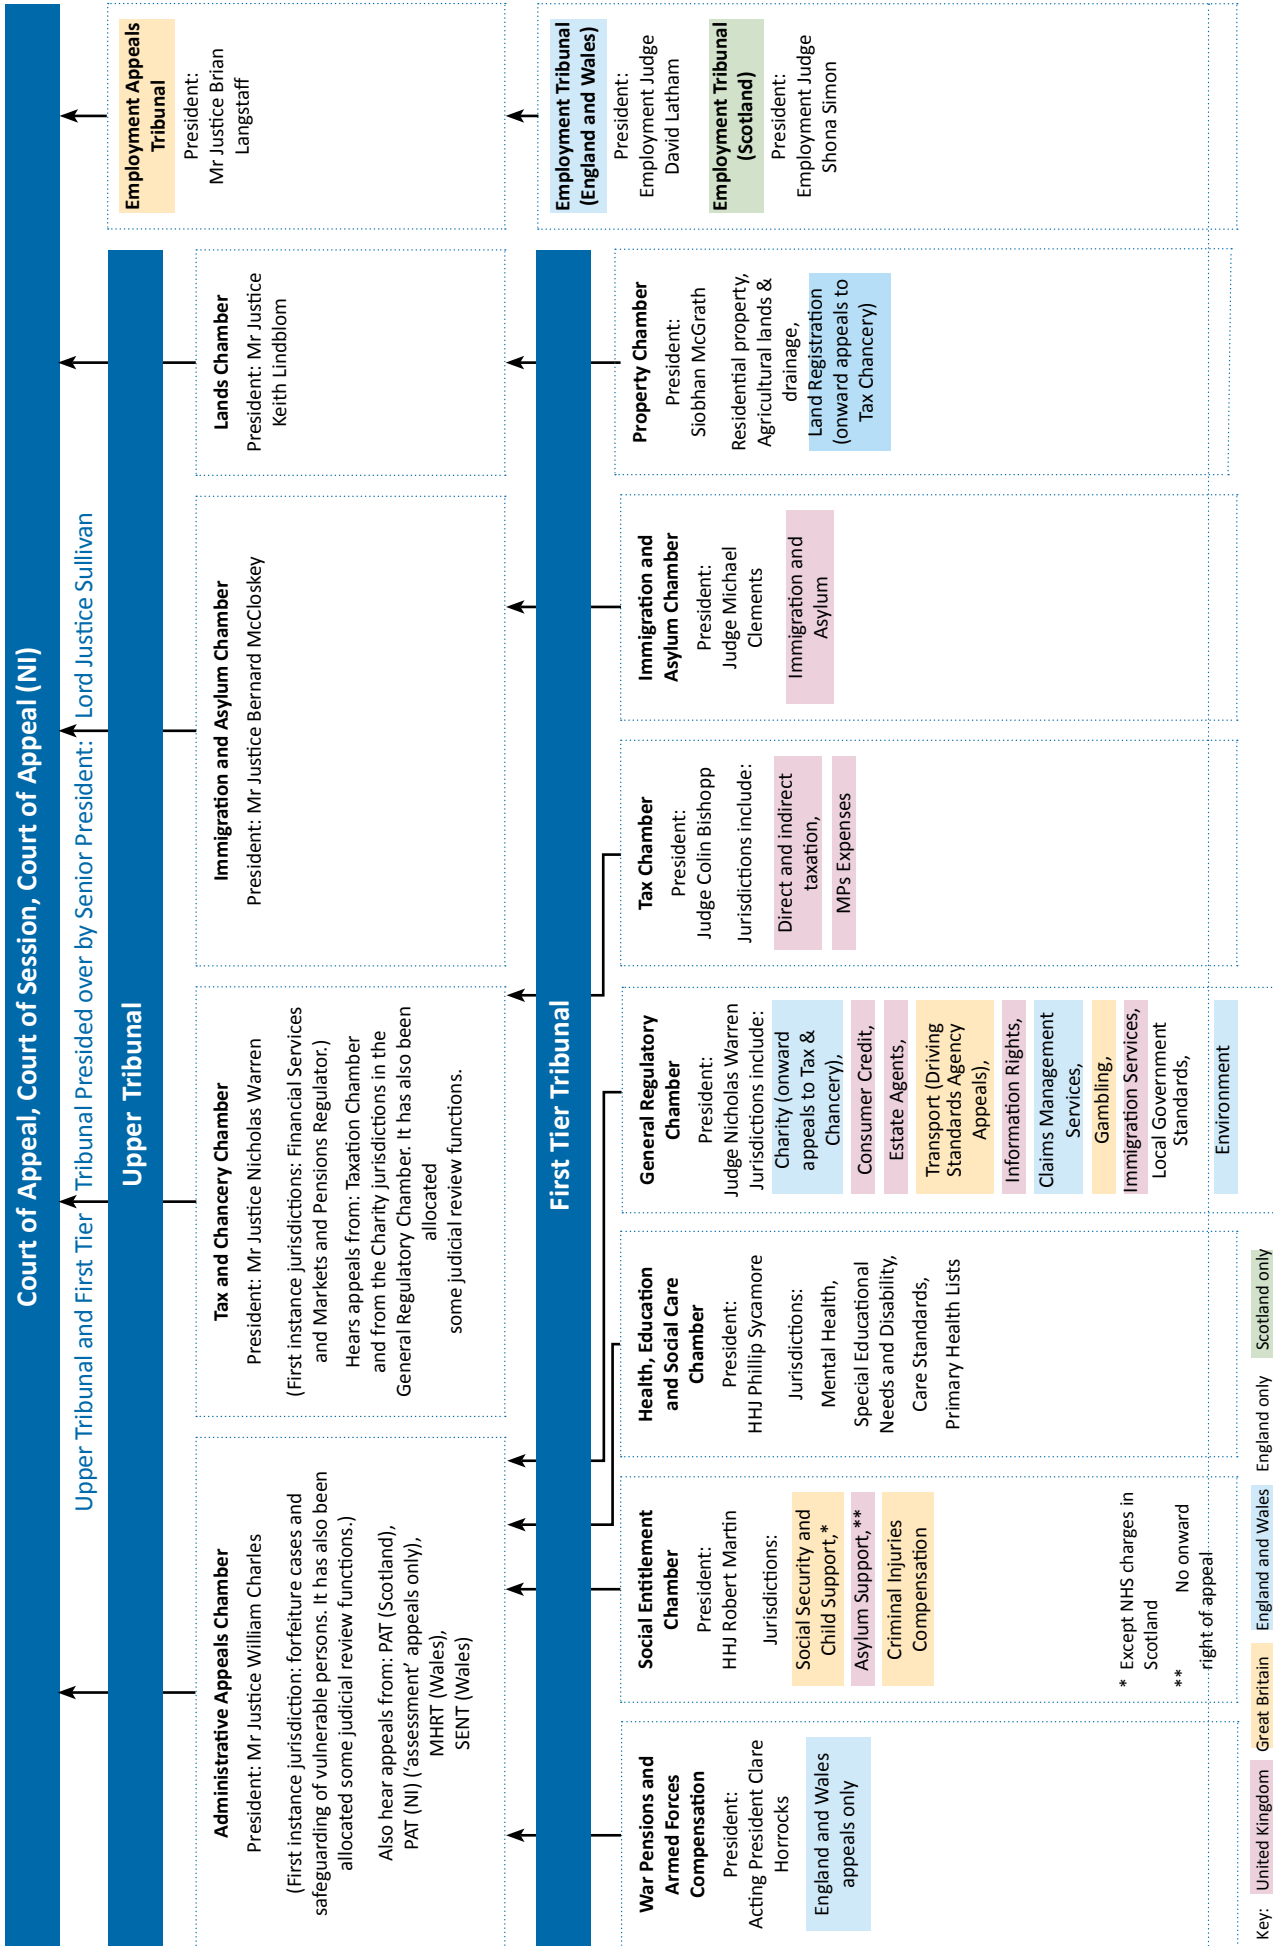 Court of Appeal, Court of Session, Court of Appeal (NI)
Upper Tribunal and First Tier Tribunal Presided over by Senior President: Lord Justice Sullivan
Upper Tribunal
Administrative Appeals Chamber
President: Mr Justice William Charles
(First instance jurisdiction: forfeiture cases and
safeguarding of vulnerable persons. It has also been
allocated some judicial review functions.)
Also hear appeals from: PAT (Scotland),
PAT (NI) (‘assessment’ appeals only),
MHRT (Wales),
SENT (Wales)
Tax and Chancery Chamber
President: Mr Justice Nicholas Warren
(First instance jurisdictions: Financial Services
and Markets and Pensions Regulator.)
Hears appeals from: Taxation Chamber
and from the Charity jurisdictions in the
General Regulatory Chamber. It has also been
allocated
some judicial review functions.
Immigration and Asylum Chamber
President: Mr Justice Bernard McCloskey
Lands Chamber
President: Mr Justice
Keith Lindblom
Employment Appeals
Tribunal
President:
Mr Justice Brian
Langstaff
First Tier Tribunal
War Pensions and
Armed Forces
Compensation
President:
Acting President Clare
Horrocks
England and Wales
appeals only
Social Entitlement
Chamber
President:
HHJ Robert Martin
Jurisdictions:
Social Security and
Child Support,*
Asylum Support,**
Criminal Injuries
Compensation
* Except NHS charges in
Scotland
** No onward
right of appeal
Health, Education
and Social Care
Chamber
President:
HHJ Phillip Sycamore
Jurisdictions:
Mental Health,
Special Educational
Needs and Disability,
Care Standards,
Primary Health Lists
General Regulatory
Chamber
President:
Judge Nicholas Warren
Jurisdictions include:
Charity (onward
appeals to Tax &
Chancery),
Consumer Credit,
Estate Agents,
Transport (Driving
Standards Agency
Appeals),
Information Rights,
Claims Management
Services,
Gambling,
Immigration Services,
Local Government
Standards,
Environment
Tax Chamber
President:
Judge Colin Bishopp
Jurisdictions include:
Direct and indirect
taxation,
MPs Expenses
Immigration and
Asylum Chamber
President:
Judge Michael
Clements
Immigration and
Asylum
Property Chamber
President:
Siobhan McGrath
Residential property,
Agricultural lands &
drainage,
Land Registration
(onward appeals to
Tax Chancery)
Employment Tribunal
(England and Wales)
President:
Employment Judge
David Latham
Employment Tribunal
(Scotland)
President:
Employment Judge
Shona Simon
Key: United Kingdom Great Britain England and Wales England only Scotland only